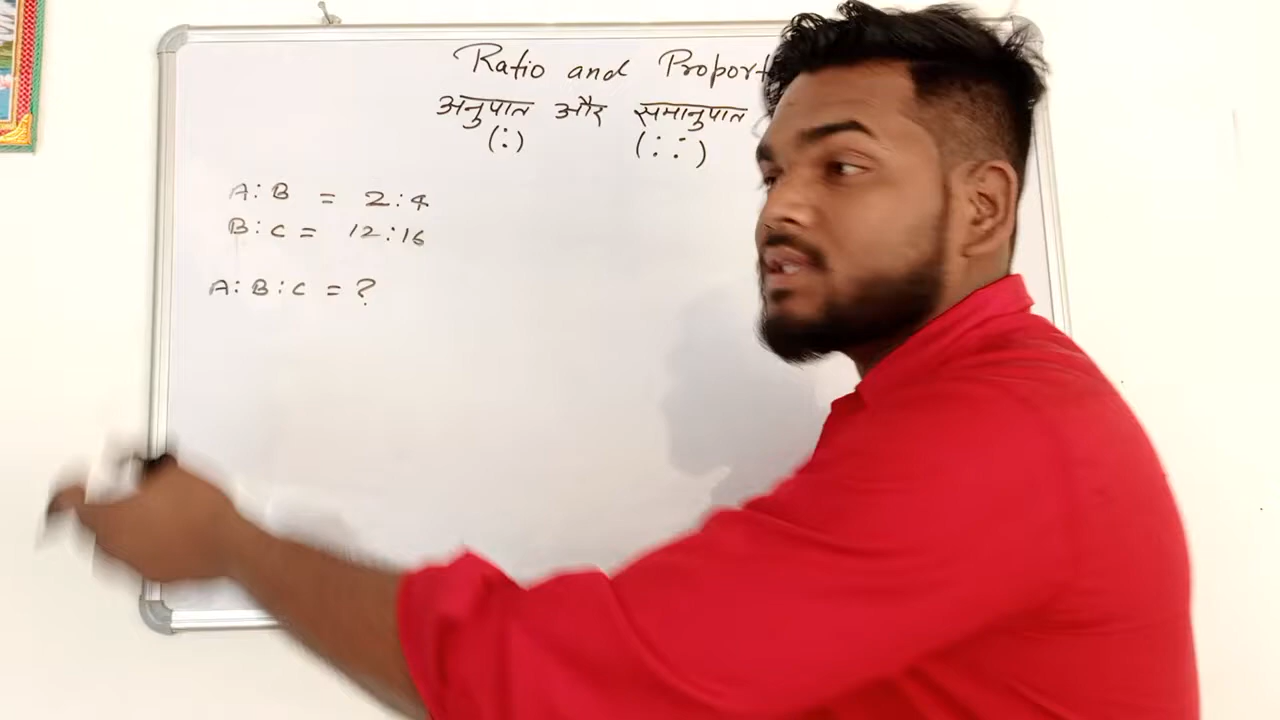 Ratio and Proport
अनुपात और समानुपात
(:) (::)
A:B = 2:4
B:C = 12:16
A:B:C = ?